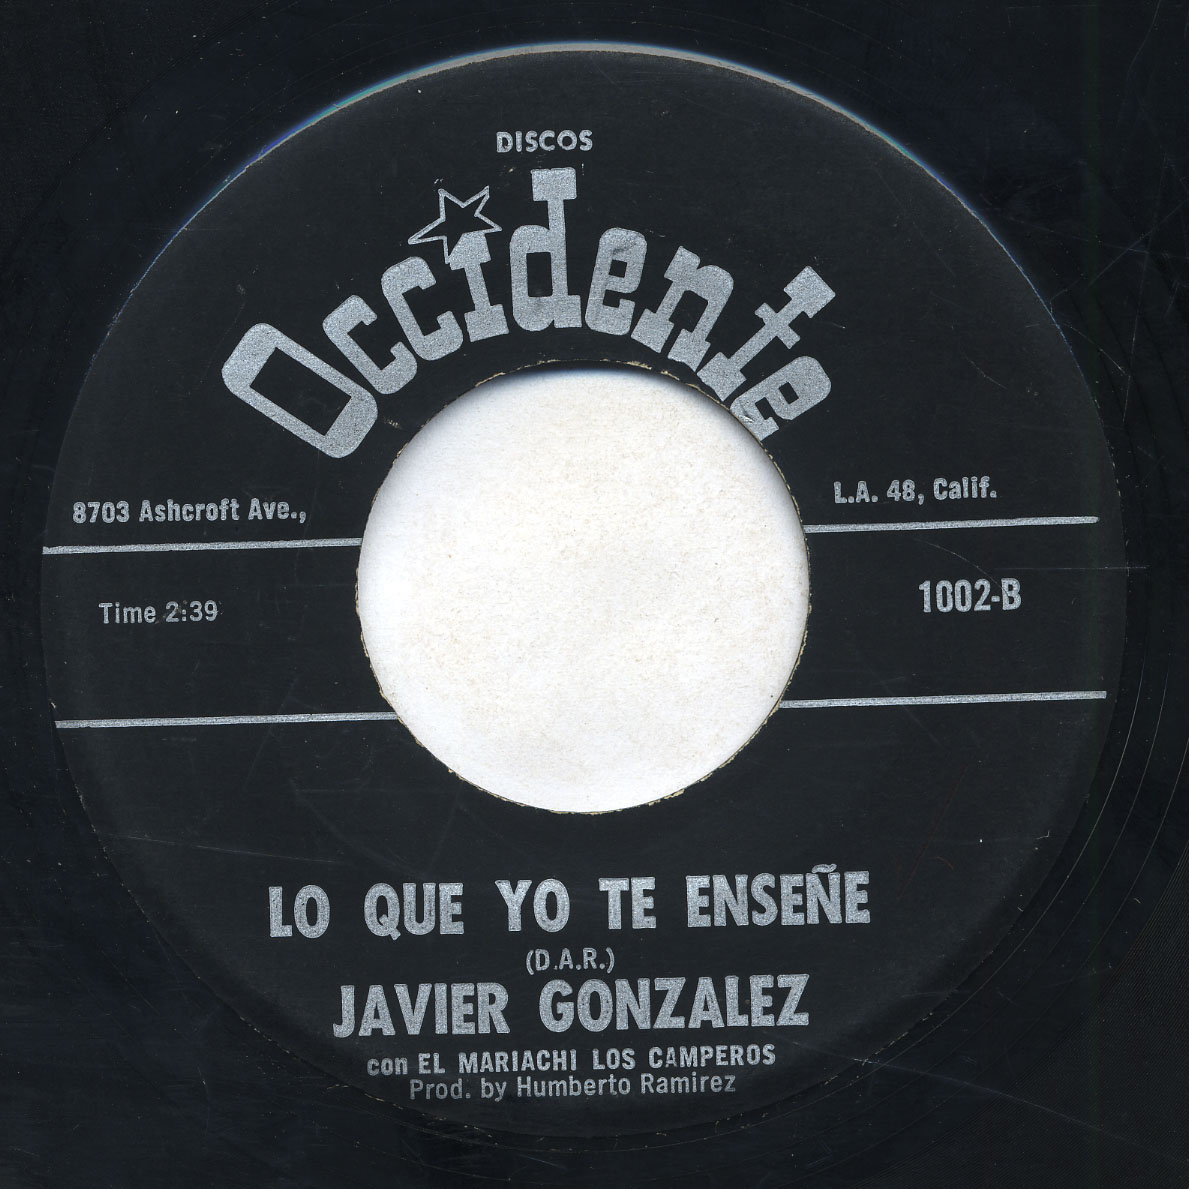 DISCOS
Occidente
8703 Ashcroft Ave., L.A. 48, Calif.
Time 2:39 1002-B
LO QUE YO TE ENSEÑE
(D.A.R.)
JAVIER GONZALEZ
con EL MARIACHI LOS CAMPEROS
Prod. by Humberto Ramirez